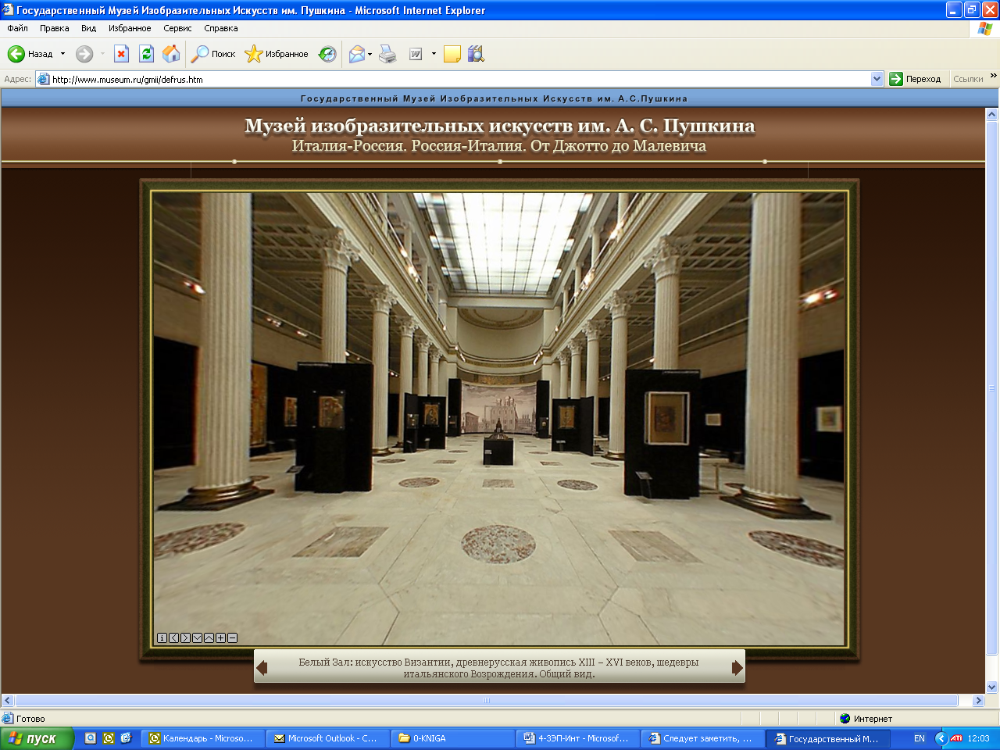 Государственный Музей Изобразительных Искусств им. Пушкина - Microsoft Internet Explorer
Файл Правка Вид Избранное Сервис Справка
Назад Поиск Избранное
Адрес: http://www.museum.ru/gmii/defrus.htm Переход Ссылки »
Государственный Музей Изобразительных Искусств им. А.С.Пушкина
Музей изобразительных искусств им. А. С. Пушкина
Италия-Россия. Россия-Италия. От Джотто до Малевича
Белый Зал: искусство Византии, древнерусская живопись XIII – XVI веков, шедевры
итальянского Возрождения. Общий вид.
Готово Интернет
пуск Календарь - Microso... Microsoft Outlook - С... 0-KNIGA 4-ЗЭП-Инт - Microsof... Следует заметить, ... Государственный М... EN ATI 12:03